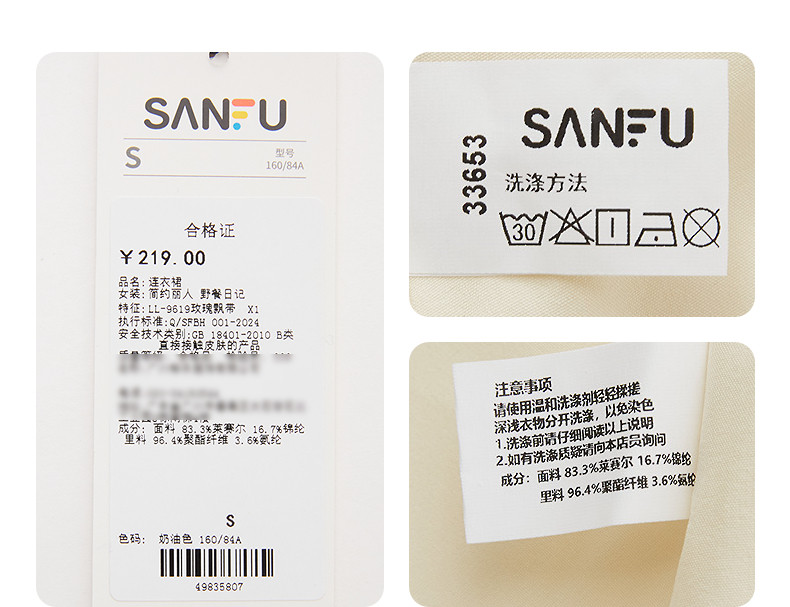 SANFU
S
型号
160/84A
合格证
￥219.00
品名: 连衣裙
女装: 简约丽人 野餐日记
特征: LL-9619玫瑰飘带 X1
执行标准: Q/SFBH 001-2024
安全技术类别: GB 18401-2010 B类
直接接触皮肤的产品
成分: 面料 83.3%莱赛尔 16.7%锦纶
里料 96.4%聚酯纤维 3.6%氨纶
S
色码: 奶油色 160/84A
49835807
33653
SANFU
洗涤方法
30
注意事项
请使用温和洗涤剂轻轻揉搓
深浅衣物分开洗涤，以免染色
1.洗涤前请仔细阅读以上说明
2.如有洗涤质疑请向本店员询问
成分: 面料 83.3%莱赛尔 16.7%锦纶
里料 96.4%聚酯纤维 3.6%氨纶